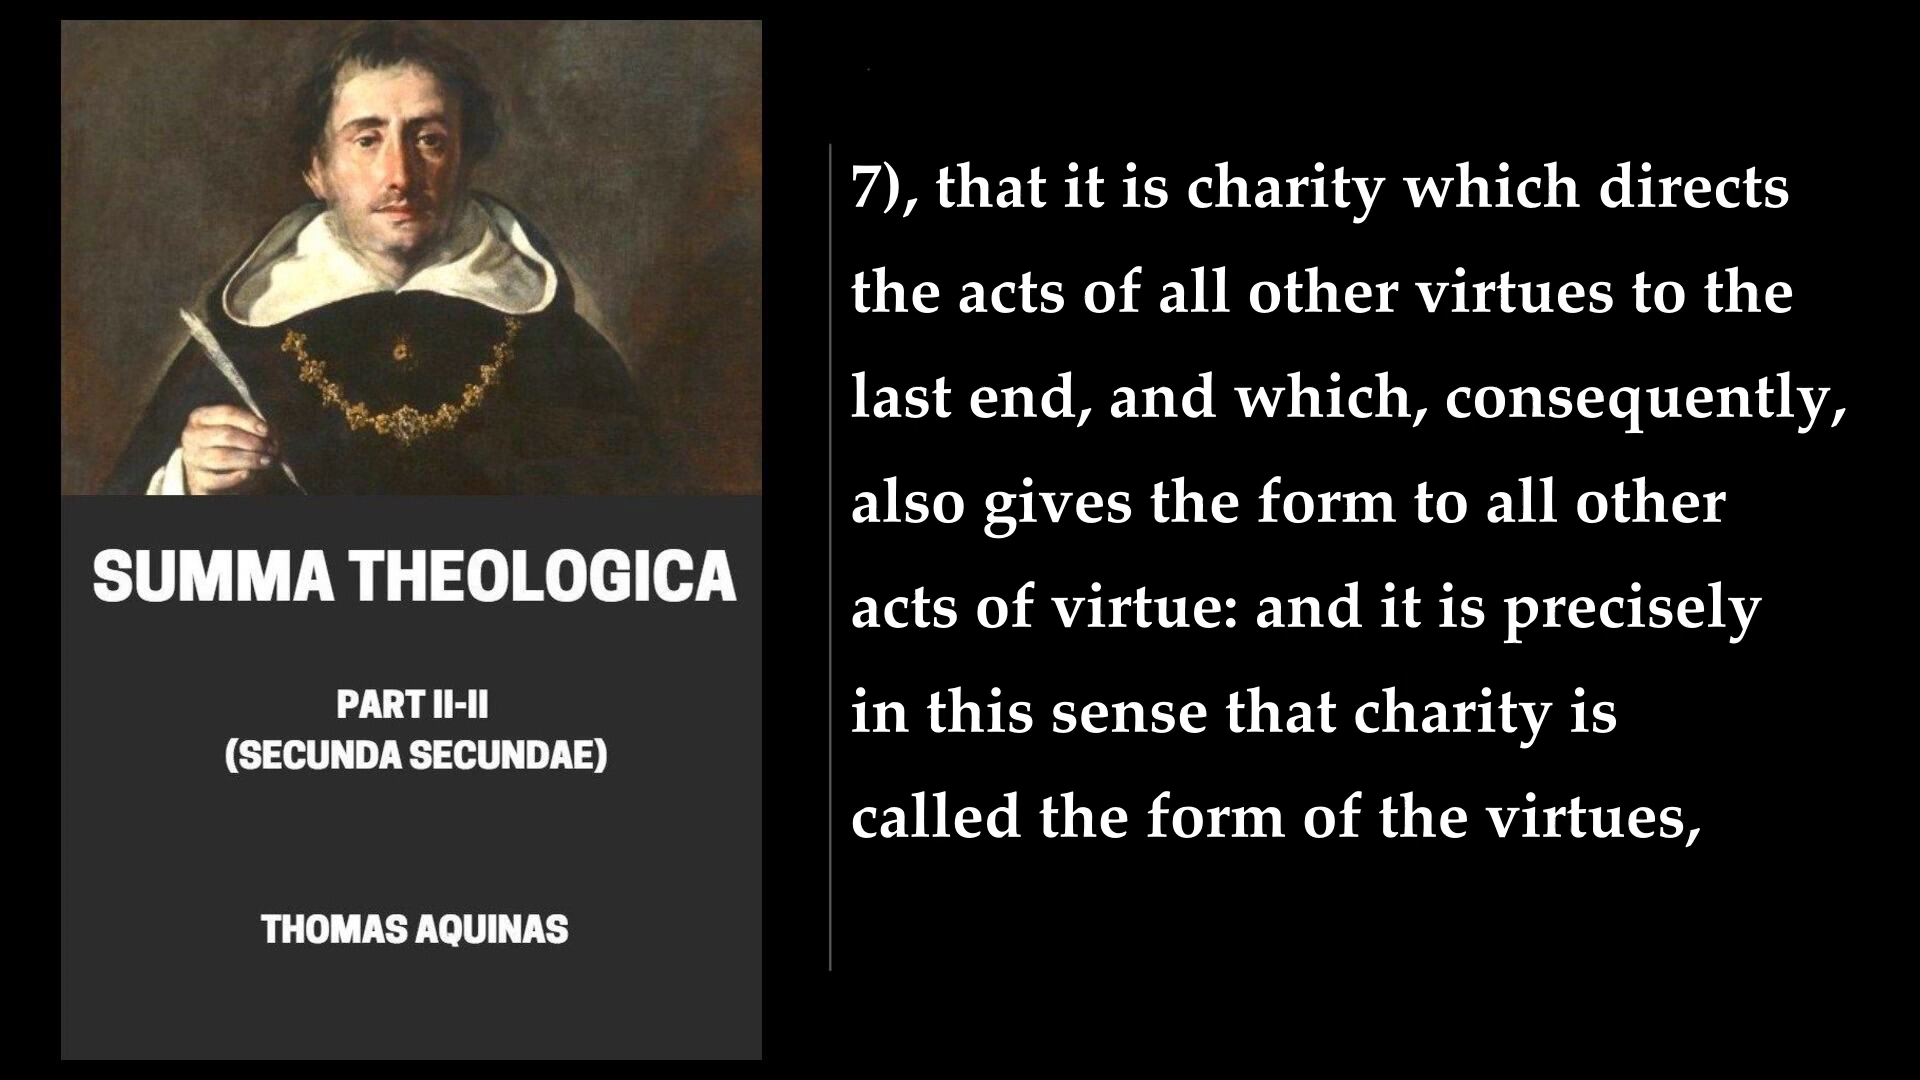 SUMMA THEOLOGICA
PART II-II
(SECUNDA SECUNDAE)
THOMAS AQUINAS
7), that it is charity which directs
the acts of all other virtues to the
last end, and which, consequently,
also gives the form to all other
acts of virtue: and it is precisely
in this sense that charity is
called the form of the virtues,